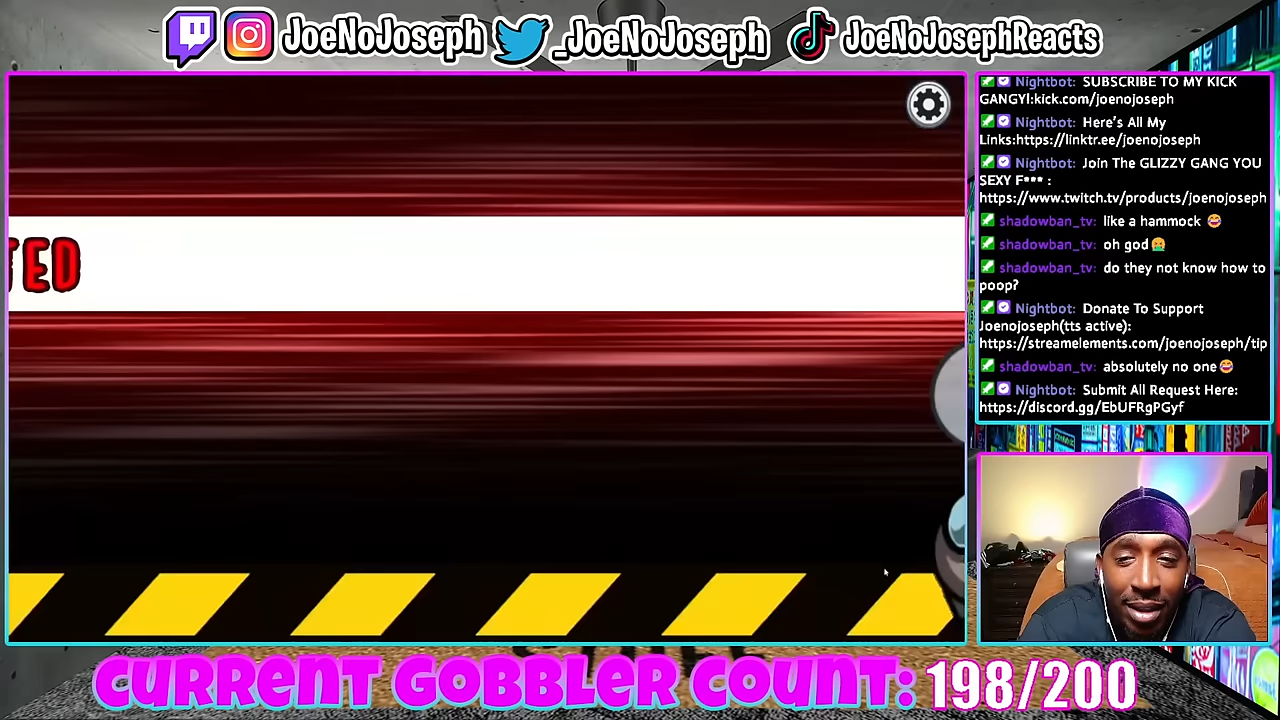 JoeNoJoseph _JoeNoJoseph JoeNoJosephReacts
TED
Nightbot: SUBSCRIBE TO MY KICK
GANGY!:kick.com/joenojoseph
Nightbot: Here's All My
Links:https://linktr.ee/joenojoseph
Nightbot: Join The GLIZZY GANG YOU
SEXY F*** :
https://www.twitch.tv/products/joenojoseph
shadowban_tv: like a hammock 😂
shadowban_tv: oh god🤮
shadowban_tv: do they not know how to
poop?
Nightbot: Donate To Support
Joenojoseph(tts active):
https://streamelements.com/joenojoseph/tip
shadowban_tv: absolutely no one😂
Nightbot: Submit All Request Here:
https://discord.gg/EbUFRgPGyf
CURRENT GOBBLER COUNT: 198/200